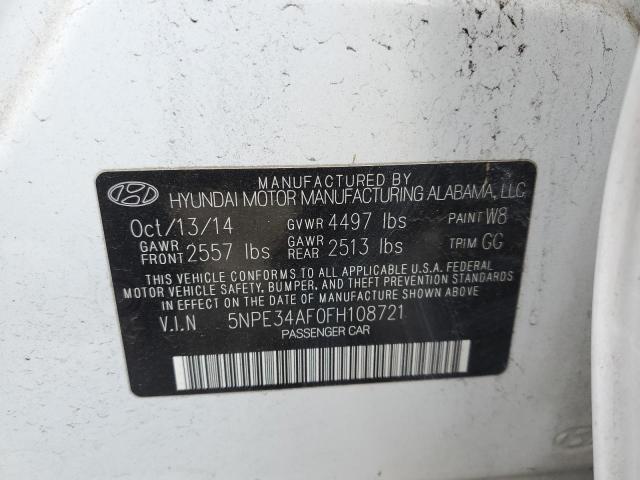 MANUFACTURED BY
HYUNDAI MOTOR MANUFACTURING ALABAMA, LLC
Oct/13/14 GVWR 4497 lbs PAINT W8
GAWR FRONT 2557 lbs GAWR REAR 2513 lbs TRIM GG
THIS VEHICLE CONFORMS TO ALL APPLICABLE U.S.A. FEDERAL
MOTOR VEHICLE SAFETY, BUMPER, AND THEFT PREVENTION STANDARDS
IN EFFECT ON THE DATE OF MANUFACTURE SHOWN ABOVE.
V.I.N 5NPE34AF0FH108721
PASSENGER CAR